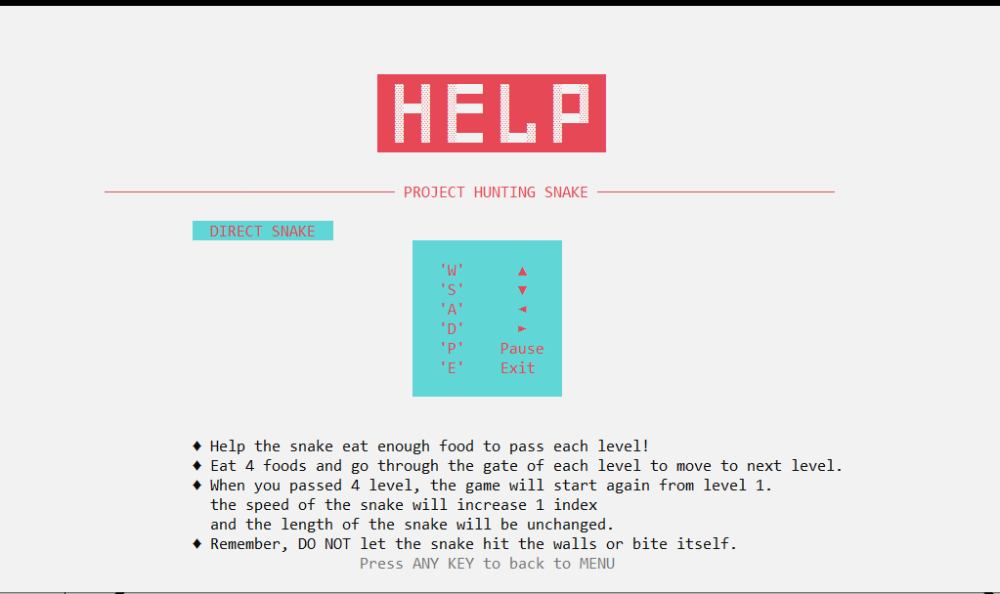 HELP
PROJECT HUNTING SNAKE
DIRECT SNAKE
'W' ▲
'S' ▼
'A' ◄
'D' ►
'P' Pause
'E' Exit
♦ Help the snake eat enough food to pass each level!
♦ Eat 4 foods and go through the gate of each level to move to next level.
♦ When you passed 4 level, the game will start again from level 1.
the speed of the snake will increase 1 index
and the length of the snake will be unchanged.
♦ Remember, DO NOT let the snake hit the walls or bite itself.
Press ANY KEY to back to MENU